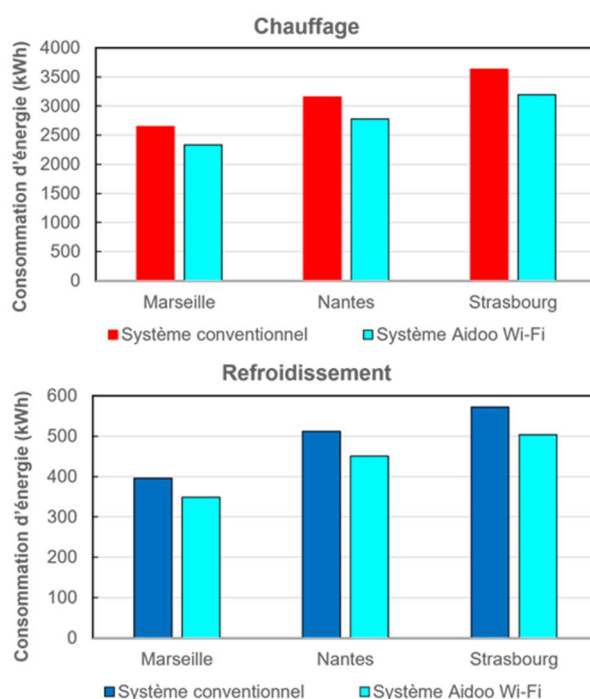 Chauffage
Consommation d'énergie (kWh)
4000
3500
3000
2500
2000
1500
1000
500
0
Marseille Nantes Strasbourg
Système conventionnel Système Aidoo Wi-Fi
Refroidissement
Consommation d'énergie (kWh)
600
500
400
300
200
100
0
Marseille Nantes Strasbourg
Système conventionnel Système Aidoo Wi-Fi